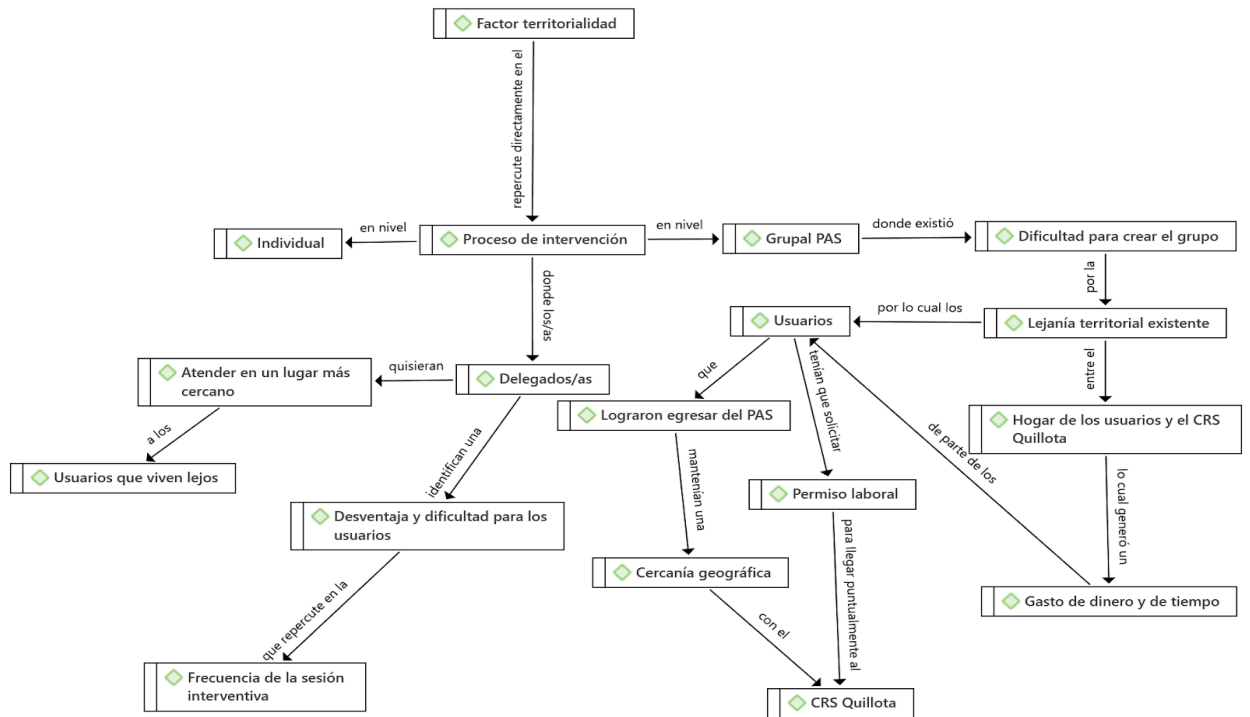 Factor territorialidad
repercute directamente en el
Individual
en nivel
Proceso de intervención
en nivel
Grupal PAS
donde existió
Dificultad para crear el grupo
donde los/as
por la
Usuarios
por lo cual los
Lejanía territorial existente
Atender en un lugar más
cercano
quisieran
Delegados/as
que
tenían que solicitar
entre el
a los
identifican una
Lograron egresar del PAS
de parte de los
Hogar de los usuarios y el CRS
Quillota
Usuarios que viven lejos
mantenían una
Permiso laboral
lo cual generó un
Desventaja y dificultad para los
usuarios
Cercanía geográfica
para llegar puntualmente al
Gasto de dinero y de tiempo
que repercute en la
con el
Frecuencia de la sesión
interventiva
CRS Quillota